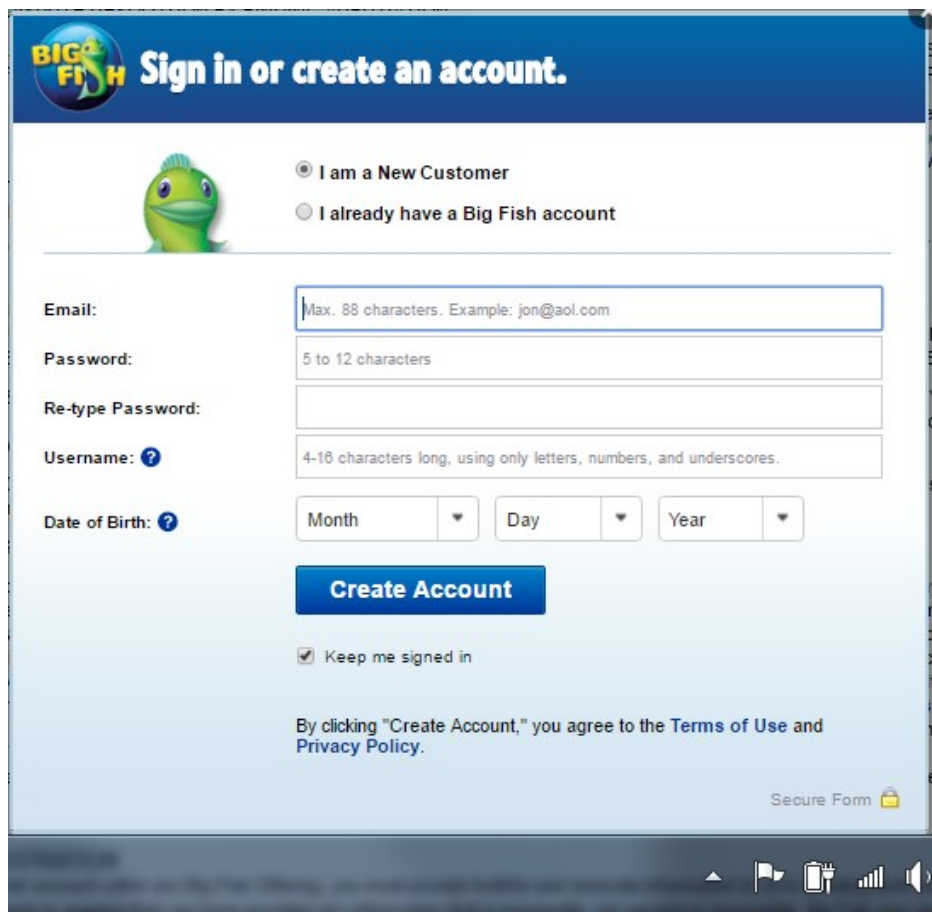 BIG FISH
Sign in or create an account.
I am a New Customer
I already have a Big Fish account
Email:
Max. 88 characters. Example: jon@aol.com
Password:
5 to 12 characters
Re-type Password:
Username: ?
4-16 characters long, using only letters, numbers, and underscores.
Date of Birth: ?
Month Day Year
Create Account
Keep me signed in
By clicking "Create Account," you agree to the Terms of Use and
Privacy Policy.
Secure Form